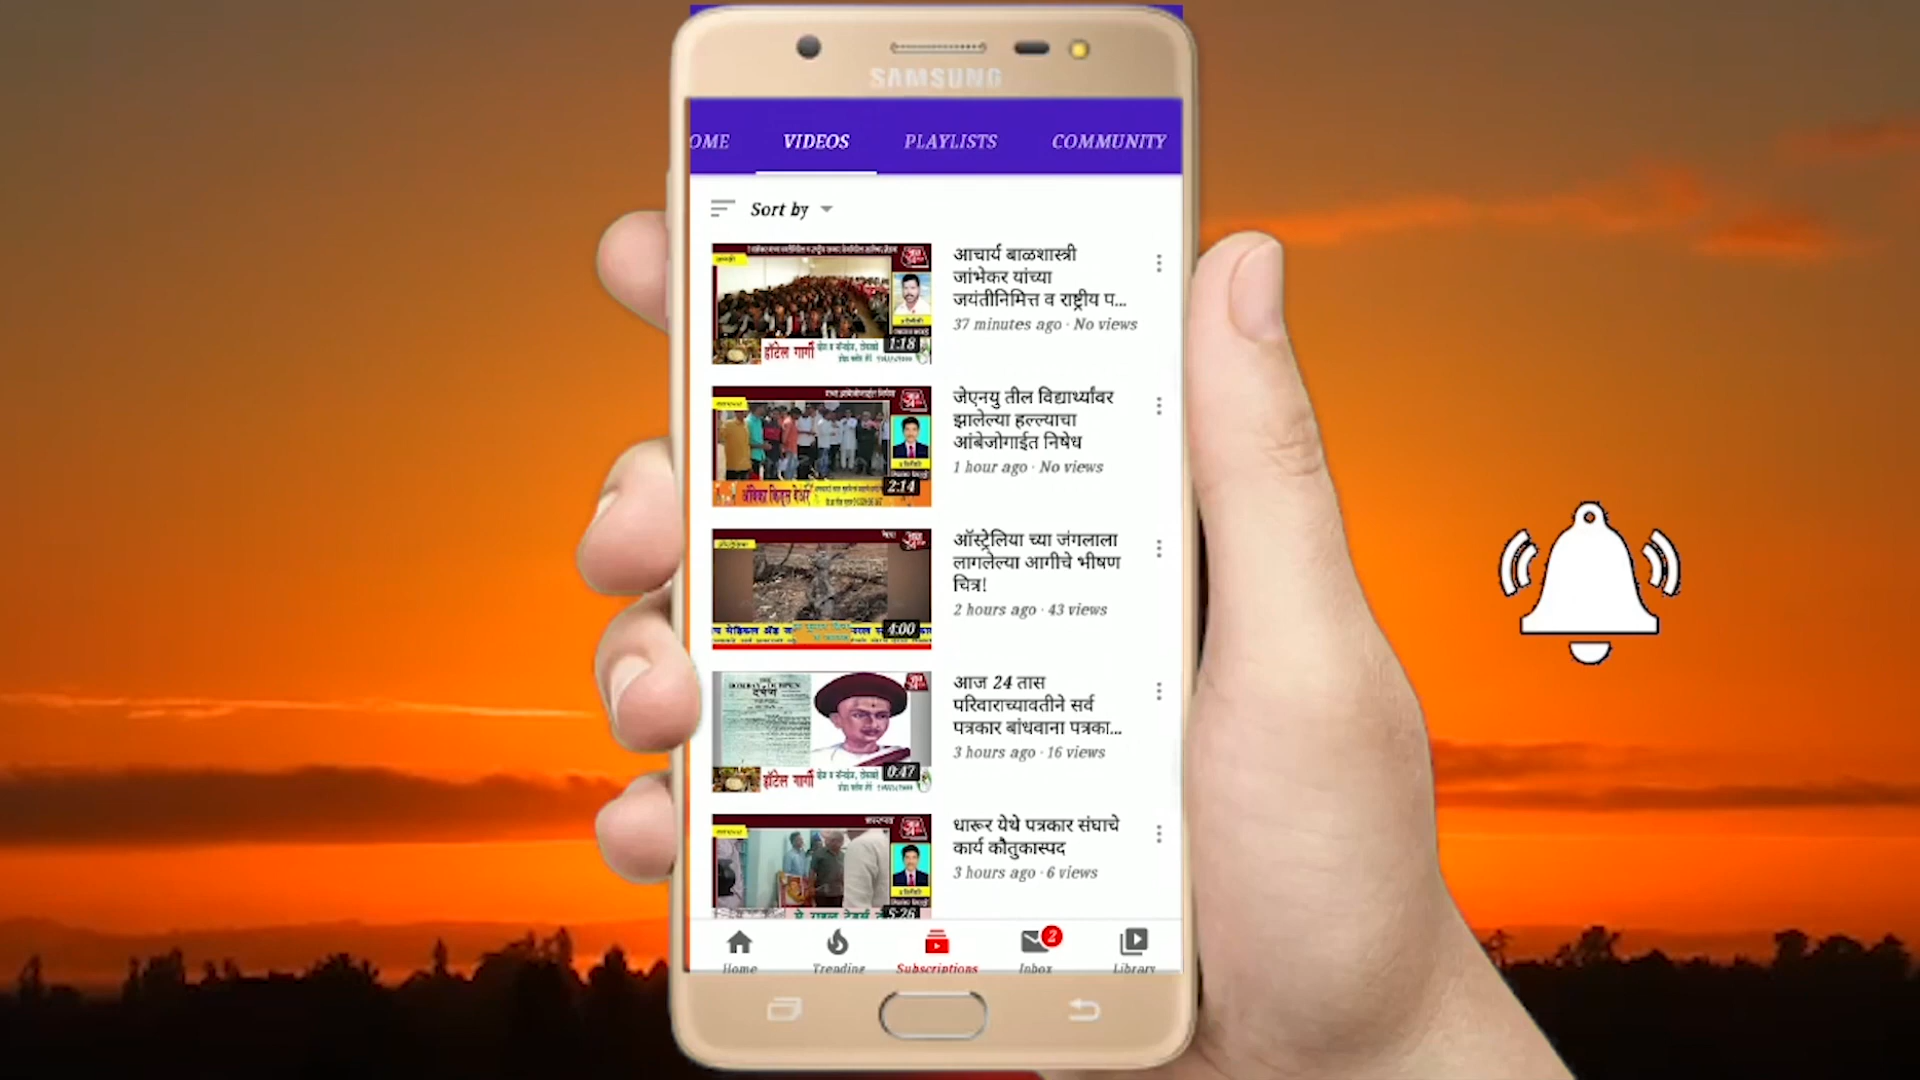 SAMSUNG
OME VIDEOS PLAYLISTS COMMUNITY
Sort by
आचार्य बाळशास्त्री
जांभेकर यांच्या
जयंतीनिमित्त व राष्ट्रीय प...
37 minutes ago · No views
हॉटेल गार्गी
1:18
जेएनयु तील विद्यार्थ्यांवर
झालेल्या हल्ल्याचा
आंबेजोगाईत निषेध
1 hour ago · No views
2:14
ऑस्ट्रेलिया च्या जंगलाला
लागलेल्या आगीचे भीषण
चित्र!
2 hours ago · 43 views
4:00
आज 24 तास
परिवाराच्यावतीने सर्व
पत्रकार बांधवाना पत्रका...
3 hours ago · 16 views
दर्पण
हॉटेल गार्गी
0:47
धारूर येथे पत्रकार संघाचे
कार्य कौतुकास्पद
3 hours ago · 6 views
5:26
2
Home Trending Subscriptions Inbox Library